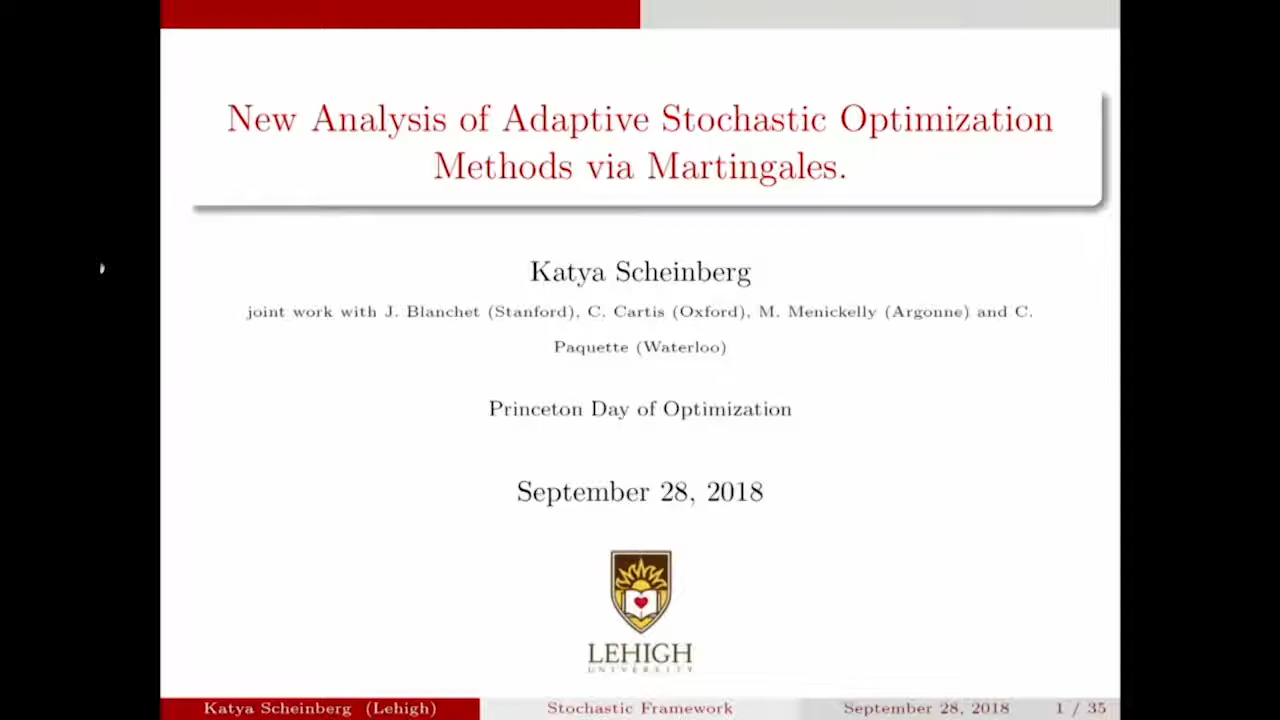 New Analysis of Adaptive Stochastic Optimization
Methods via Martingales.
Katya Scheinberg
joint work with J. Blanchet (Stanford), C. Cartis (Oxford), M. Menickelly (Argonne) and C.
Paquette (Waterloo)
Princeton Day of Optimization
September 28, 2018
LEHIGH
UNIVERSITY
Katya Scheinberg (Lehigh) Stochastic Framework September 28, 2018 1 / 35